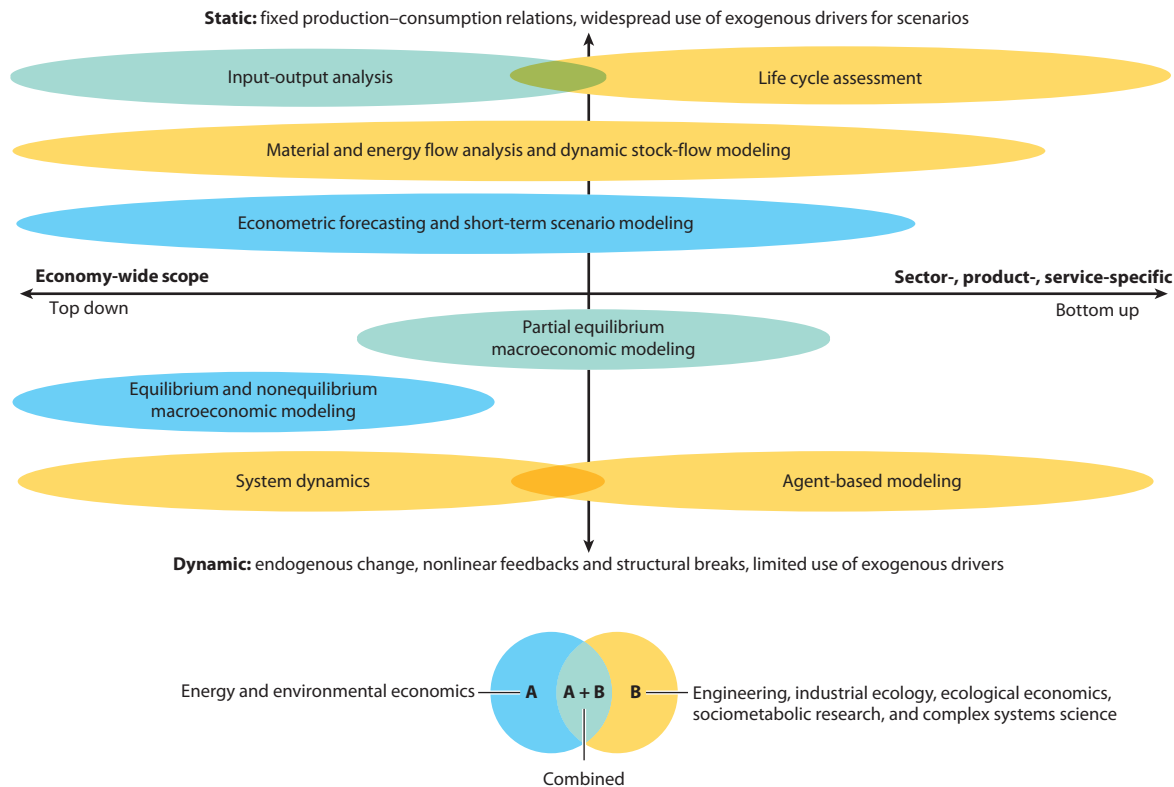 Static: fixed production–consumption relations, widespread use of exogenous drivers for scenarios
Input-output analysis
Life cycle assessment
Material and energy flow analysis and dynamic stock-flow modeling
Econometric forecasting and short-term scenario modeling
Economy-wide scope
Sector-, product-, service-specific
Top down
Bottom up
Partial equilibrium
macroeconomic modeling
Equilibrium and nonequilibrium
macroeconomic modeling
System dynamics
Agent-based modeling
Dynamic: endogenous change, nonlinear feedbacks and structural breaks, limited use of exogenous drivers
Energy and environmental economics
A
A + B
B
Engineering, industrial ecology, ecological economics,
sociometabolic research, and complex systems science
Combined